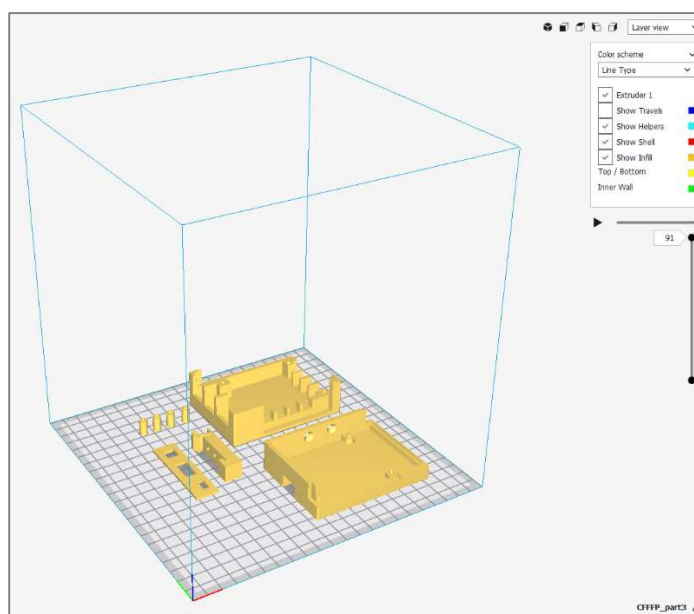 Layer view
Color scheme
Line Type
Extruder 1
Show Travels
Show Helpers
Show Shell
Show Infill
Top / Bottom
Inner Wall
91
CFFFP_part3